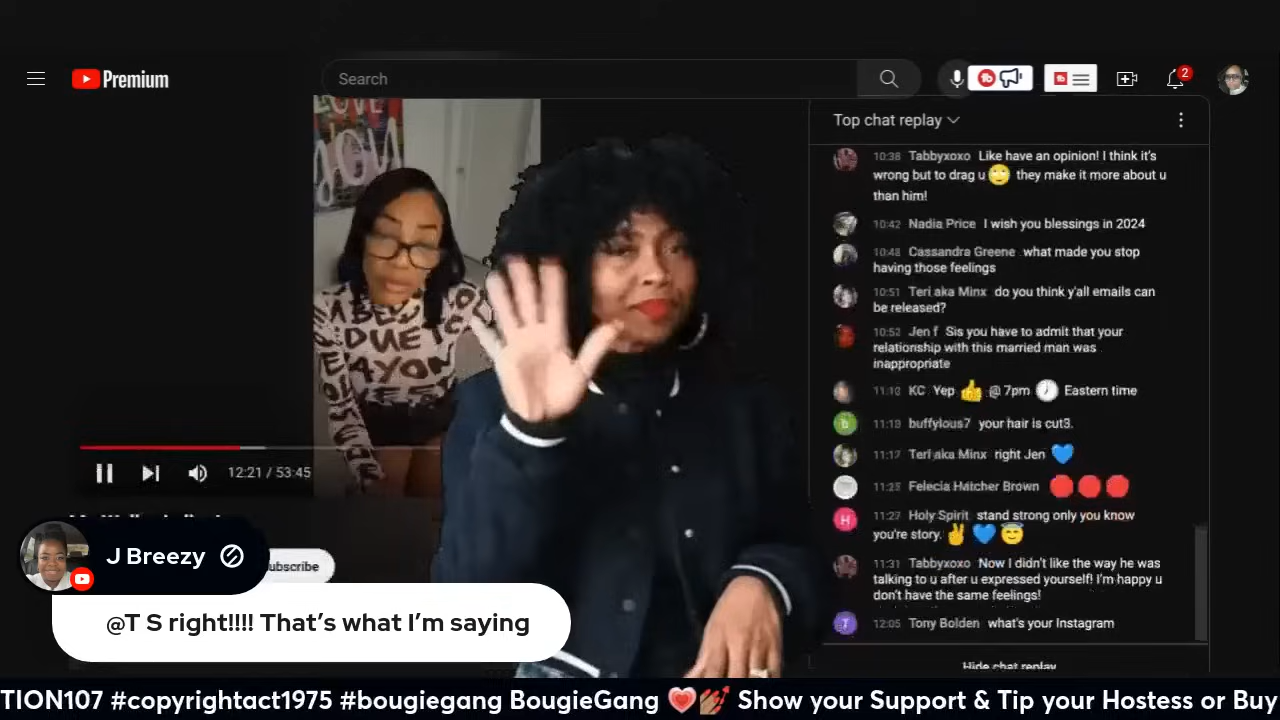 Premium
Search
2
Top chat replay
10:38 Tabbyxoxo Like have an opinion! I think it's
wrong but to drag u 🙄 they make it more about u
than him!
10:42 Nadia Price I wish you blessings in 2024
10:48 Cassandra Greene what made you stop
having those feelings
10:51 Teri aka Minx do you think y'all emails can
be released?
10:52 Jen f Sis you have to admit that your
relationship with this married man was
inappropriate
11:10 KC Yep 👍 @ 7pm 🕖 Eastern time
11:19 buffylous7 your hair is cut3.
11:17 Teri aka Minx right Jen 💙
11:25 Felecia Hatcher Brown 🛑🛑🛑
11:27 Holy Spirit stand strong only you know
you're story. ✌️ 💙 😇
11:31 Tabbyxoxo Now I didn't like the way he was
talking to u after u expressed yourself! I'm happy u
don't have the same feelings!
12:05 Tony Bolden what's your Instagram
Hide chat replay
LOVE
YOU
DUE
AYON
12:21 / 53:45
ubscribe
J Breezy
@T S right!!!! That's what I'm saying
TION107 #copyrightact1975 #bougiegang BougieGang 💗💅🏾 Show your Support & Tip your Hostess or Buy